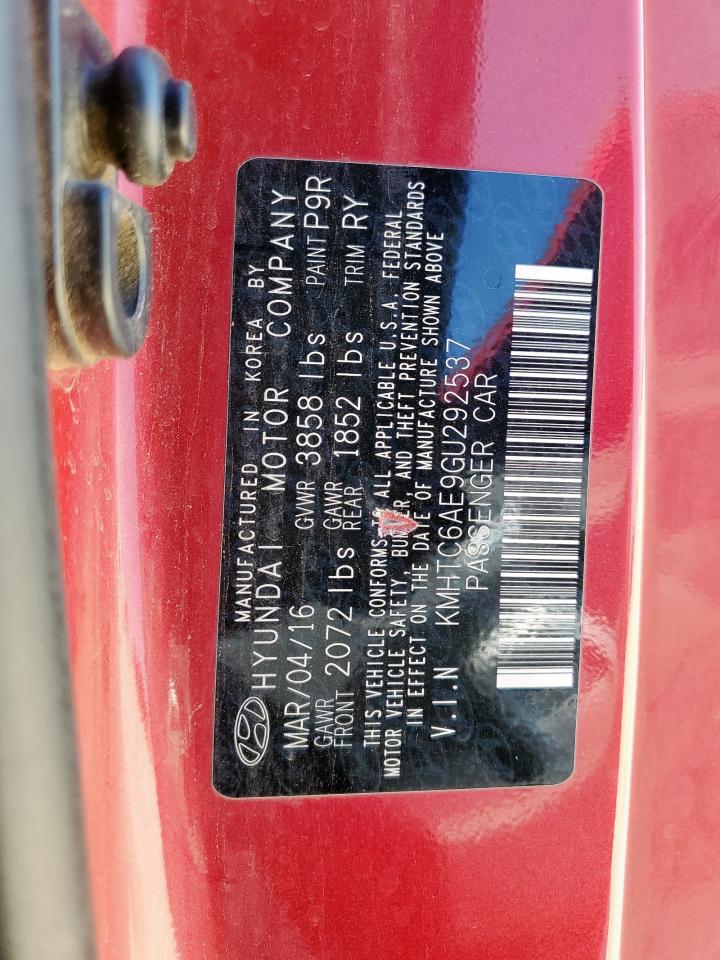 MANUFACTURED IN KOREA BY
HYUNDAI MOTOR COMPANY
MAR/04/16 GVWR 3858 lbs PAINT P9R
GAWR FRONT 2072 lbs GAWR REAR 1852 lbs TRIM RY
THIS VEHICLE CONFORMS TO ALL APPLICABLE U.S.A. FEDERAL
MOTOR VEHICLE SAFETY, BUMPER, AND THEFT PREVENTION STANDARDS
IN EFFECT ON THE DATE OF MANUFACTURE SHOWN ABOVE
V.I.N KMHTC6AE9GU292537
PASSENGER CAR